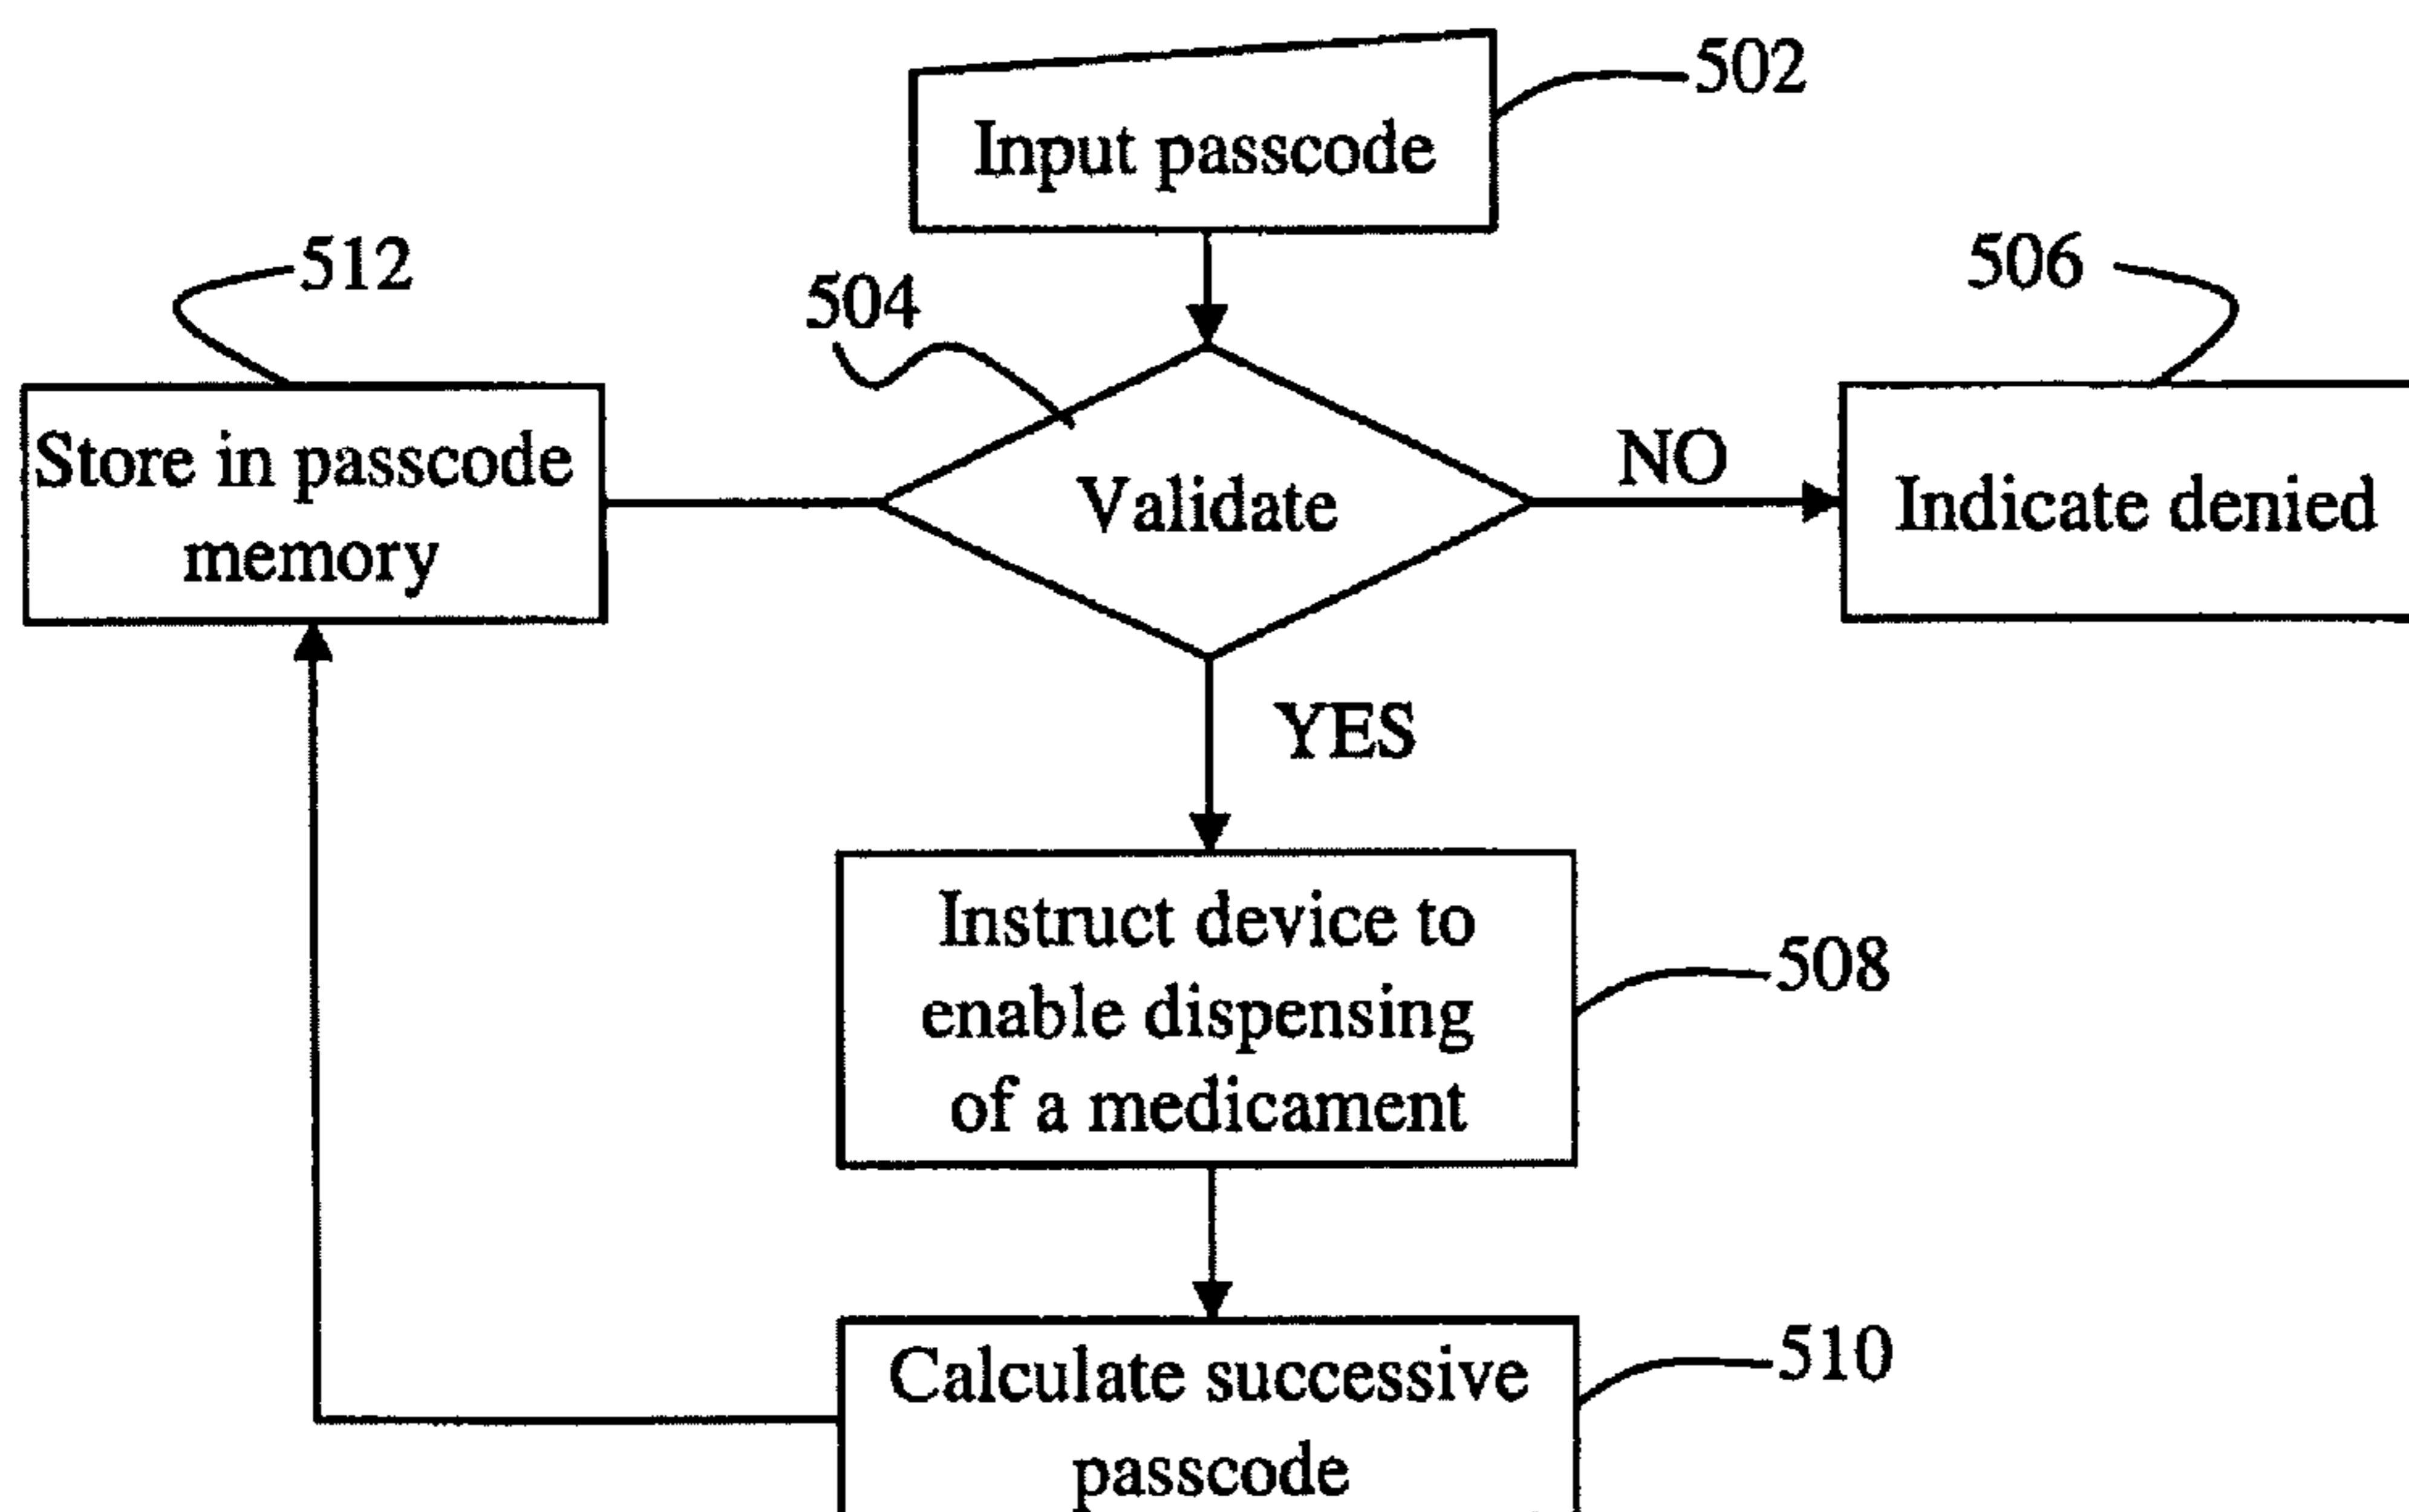 502
Input passcode
512
504
506
Store in passcode
memory
Validate
NO
Indicate denied
YES
Instruct device to
enable dispensing
of a medicament
508
Calculate successive
passcode
510